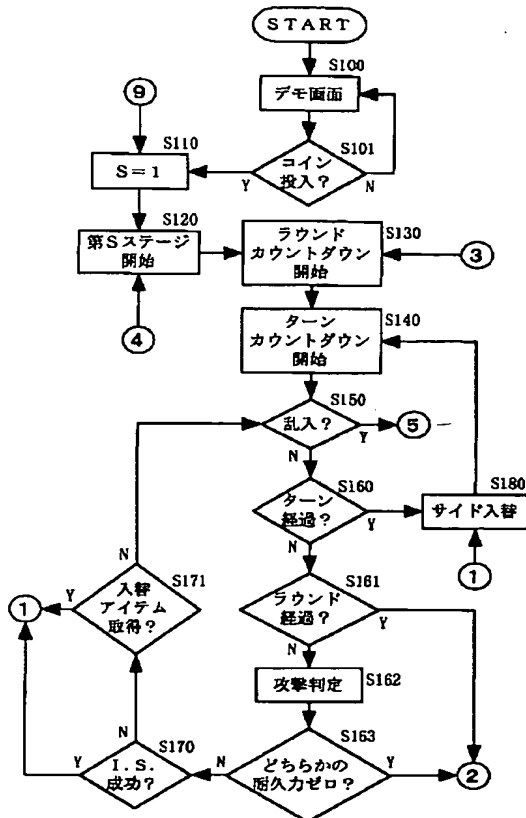 START
S100
デモ画面
⑨
S110
S101
コイン
投入?
S=1
Y
N
S120
第Sステージ
開始
S130
ラウンド
カウントダウン
開始
③
④
S140
ターン
カウントダウン
開始
S150
乱入?
Y
⑤
N
S160
S180
ターン
経過?
Y
サイド入替
N
N
S171
S161
①
Y
入替
アイテム
取得?
ラウンド
経過?
Y
①
N
攻撃判定
S162
N
S170
S163
Y
I.S.
成功?
N
どちらかの
耐久力ゼロ?
Y
②